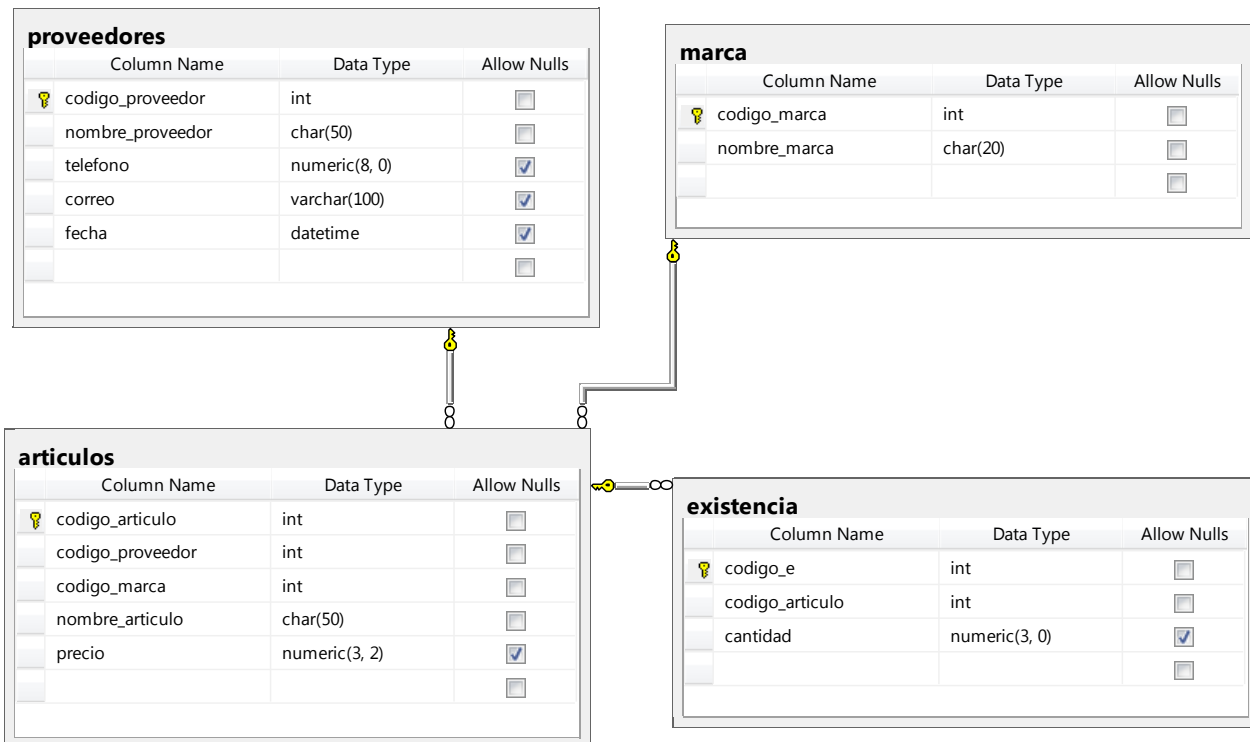 proveedores
Column Name Data Type Allow Nulls
codigo_proveedor int
nombre_proveedor char(50)
telefono numeric(8, 0)
correo varchar(100)
fecha datetime
marca
Column Name Data Type Allow Nulls
codigo_marca int
nombre_marca char(20)
articulos
Column Name Data Type Allow Nulls
codigo_articulo int
codigo_proveedor int
codigo_marca int
nombre_articulo char(50)
precio numeric(3, 2)
existencia
Column Name Data Type Allow Nulls
codigo_e int
codigo_articulo int
cantidad numeric(3, 0)